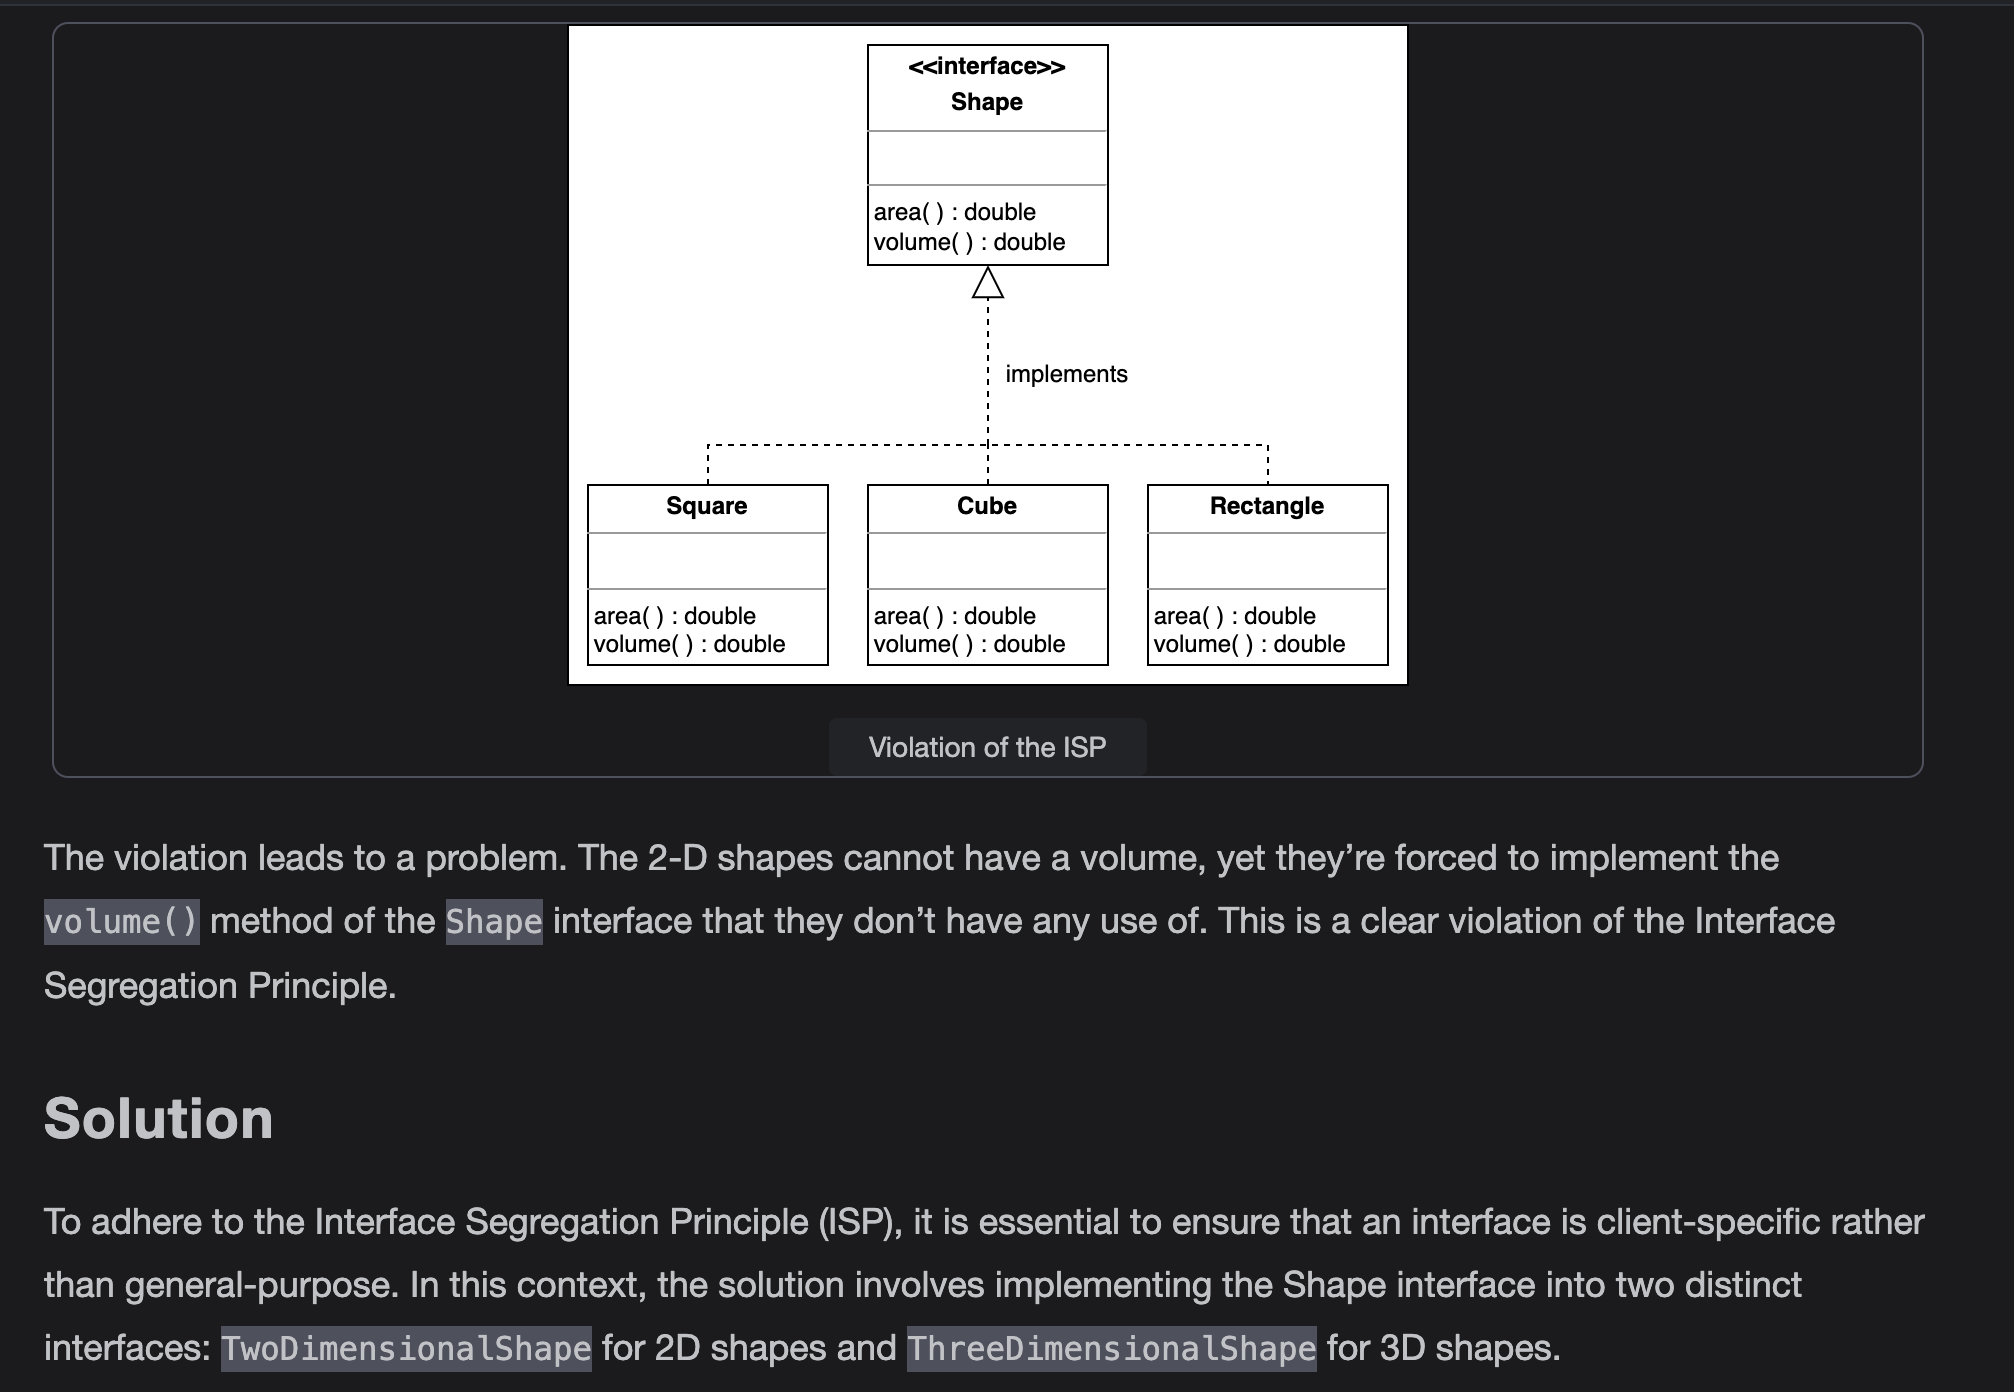 <<interface>>
Shape
area( ) : double
volume( ) : double
implements
Square
area( ) : double
volume( ) : double
Cube
area( ) : double
volume( ) : double
Rectangle
area( ) : double
volume( ) : double
Violation of the ISP
The violation leads to a problem. The 2-D shapes cannot have a volume, yet they’re forced to implement the
volume() method of the Shape interface that they don’t have any use of. This is a clear violation of the Interface
Segregation Principle.
Solution
To adhere to the Interface Segregation Principle (ISP), it is essential to ensure that an interface is client-specific rather
than general-purpose. In this context, the solution involves implementing the Shape interface into two distinct
interfaces: TwoDimensionalShape for 2D shapes and ThreeDimensionalShape for 3D shapes.